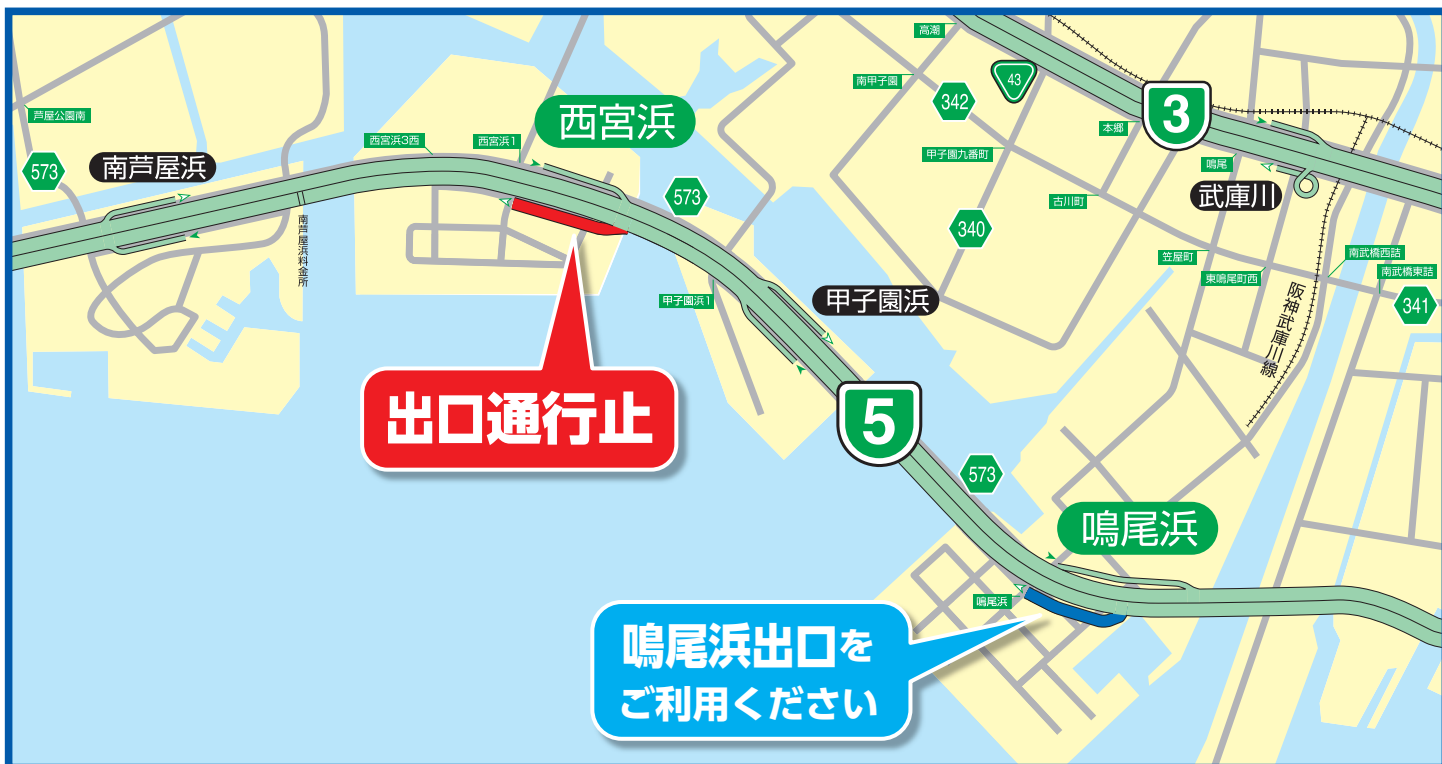 高潮
南甲子園
43
342
3
本郷
芦屋公園南
573
南芦屋浜
西宮浜3西
西宮浜1
西宮浜
甲子園九番町
鳴尾
武庫川
573
古川町
340
南芦屋浜料金所
笠屋町
東鳴尾町西
南武橋西詰
南武橋東詰
341
甲子園浜1
甲子園浜
阪神武庫川線
出口通行止
5
573
鳴尾浜
鳴尾浜
鳴尾浜出口を
ご利用ください